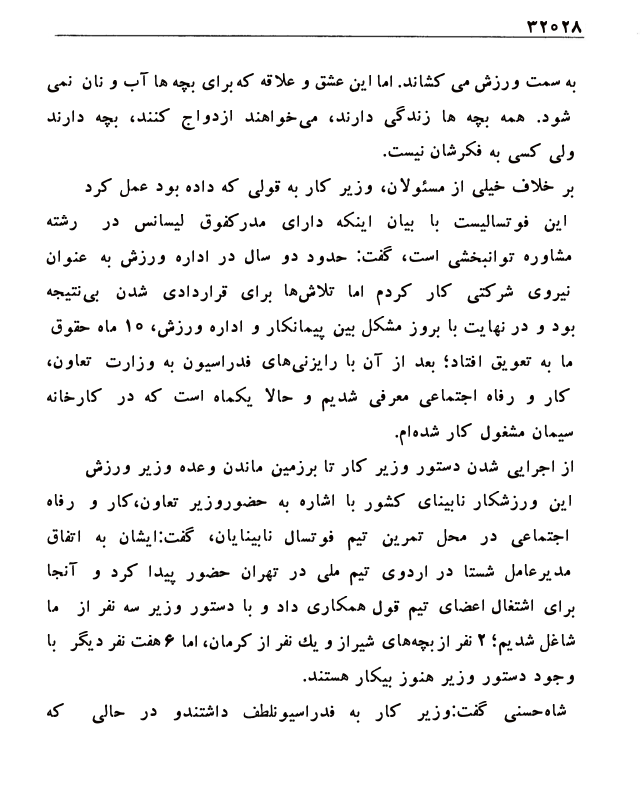 ۳۲۰۲۸
به سمت ورزش می کشاند. اما این عشق و علاقه که برای بچه ها آب و نان نمی
شود. همه بچه ها زندگی دارند، می‌خواهند ازدواج کنند، بچه دارند
ولی کسی به فکرشان نیست.
بر خلاف خیلی از مسئولان، وزیر کار به قولی که داده بود عمل کرد
این فوتسالیست با بیان اینکه دارای مدرکفوق لیسانس در رشته
مشاوره توانبخشی است، گفت: حدود دو سال در اداره ورزش به عنوان
نیروی شرکتی کار کردم اما تلاش‌ها برای قراردادی شدن بی‌نتیجه
بود و در نهایت با بروز مشکل بین پیمانکار و اداره ورزش، ۱۰ ماه حقوق
ما به تعویق افتاد؛ بعد از آن با رایزنی‌های فدراسیون به وزارت تعاون،
کار و رفاه اجتماعی معرفی شدیم و حالا یکماه است که در کارخانه
سیمان مشغول کار شده‌ام.
از اجرایی شدن دستور وزیر کار تا برزمین ماندن وعده وزیر ورزش
این ورزشکار نابینای کشور با اشاره به حضوروزیر تعاون،کار و رفاه
اجتماعی در محل تمرین تیم فوتسال نابینایان، گفت:ایشان به اتفاق
مدیرعامل شستا در اردوی تیم ملی در تهران حضور پیدا کرد و آنجا
برای اشتغال اعضای تیم قول همکاری داد و با دستور وزیر سه نفر از ما
شاغل شدیم؛ ۲ نفر از بچه‌های شیراز و یك نفر از کرمان، اما ۶ هفت نفر دیگر با
وجود دستور وزیر هنوز بیکار هستند.
شاه‌حسنی گفت:وزیر کار به فدراسیونلطف داشتندو در حالی که